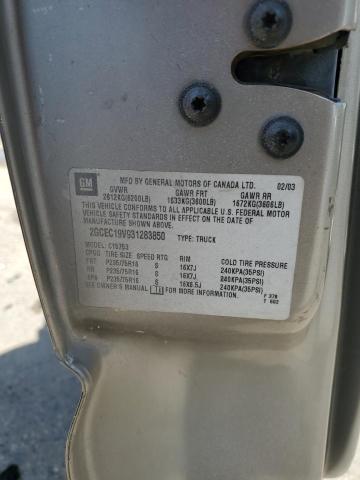 GM
MFD BY GENERAL MOTORS OF CANADA LTD. 02/03
GVWR GAWR FRT GAWR RR
2812KG(6200LB) 1633KG(3600LB) 1672KG(3686LB)
THIS VEHICLE CONFORMS TO ALL APPLICABLE U.S. FEDERAL MOTOR
VEHICLE SAFETY AND THEFT PREVENTION STANDARDS IN EFFECT ON THE DATE OF
MANUFACTURE SHOWN ABOVE.
2GCEC19V931283850 TYPE: TRUCK
MODEL: C15753
TIRE SIZE SPEED RTG RIM COLD TIRE PRESSURE
FRT P235/75R16 S 16X7J 240KPA(35PSI)
RR P235/75R16 S 16X7J 240KPA(35PSI)
SPA P235/75R16 S 16X6.5J 240KPA(35PSI)
SEE OWNER'S MANUAL FOR MORE INFORMATION.